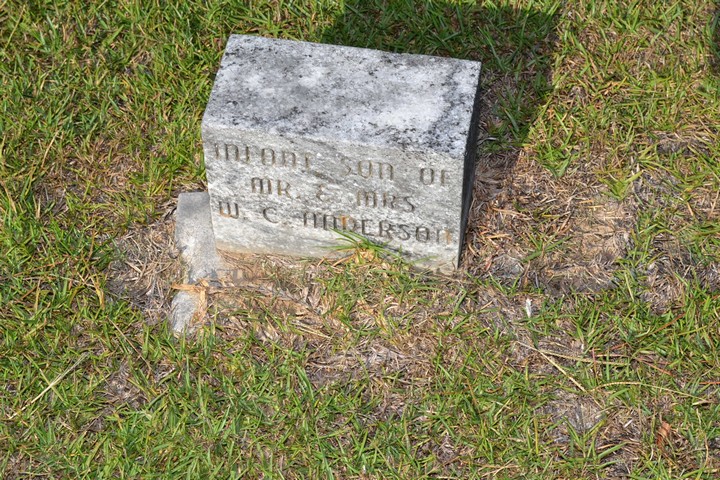 INFANT SON OF
MR. & MRS.
W. C. ANDERSON